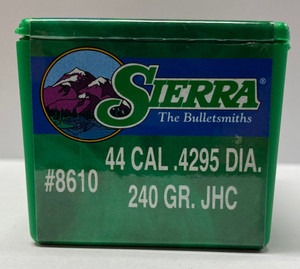 SIERRA®
The Bulletsmiths
44 CAL .4295 DIA.
#8610
240 GR. JHC